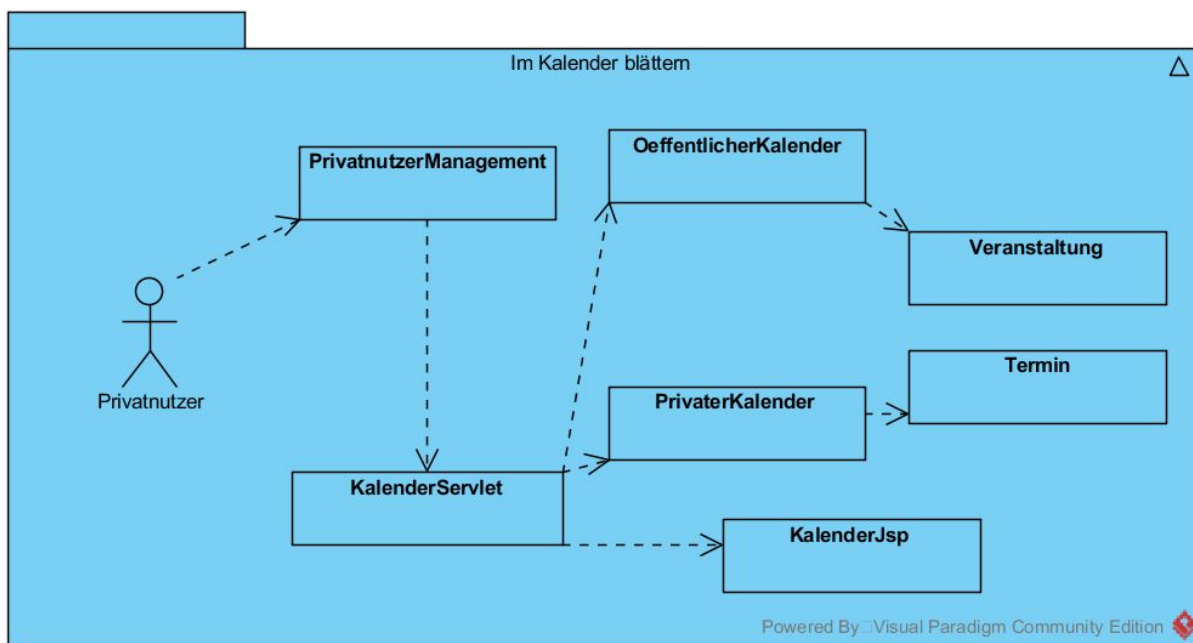 Im Kalender blättern
OeffentlicherKalender
PrivatnutzerManagement
Veranstaltung
Termin
Privatnutzer
PrivaterKalender
KalenderServlet
KalenderJsp
Powered By Visual Paradigm Community Edition